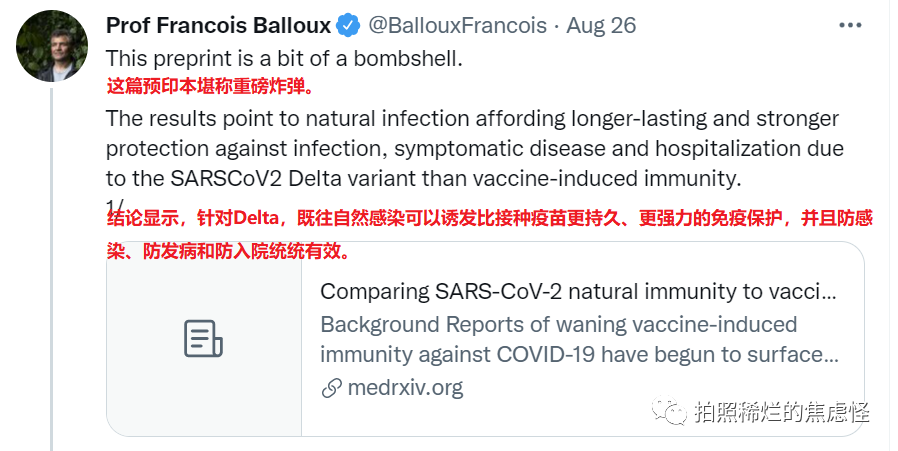 Prof Francois Balloux @BallouxFrancois · Aug 26
This preprint is a bit of a bombshell.
这篇预印本堪称重磅炸弹。
The results point to natural infection affording longer-lasting and stronger
protection against infection, symptomatic disease and hospitalization due
to the SARSCoV2 Delta variant than vaccine-induced immunity.
1/
结论显示，针对Delta，既往自然感染可以诱发比接种疫苗更持久、更强力的免疫保护，并且防感
染、防发病和防入院统统有效。
Comparing SARS-CoV-2 natural immunity to vacci...
Background Reports of waning vaccine-induced
immunity against COVID-19 have begun to surface...
medrxiv.org
拍照稀烂的焦虑怪